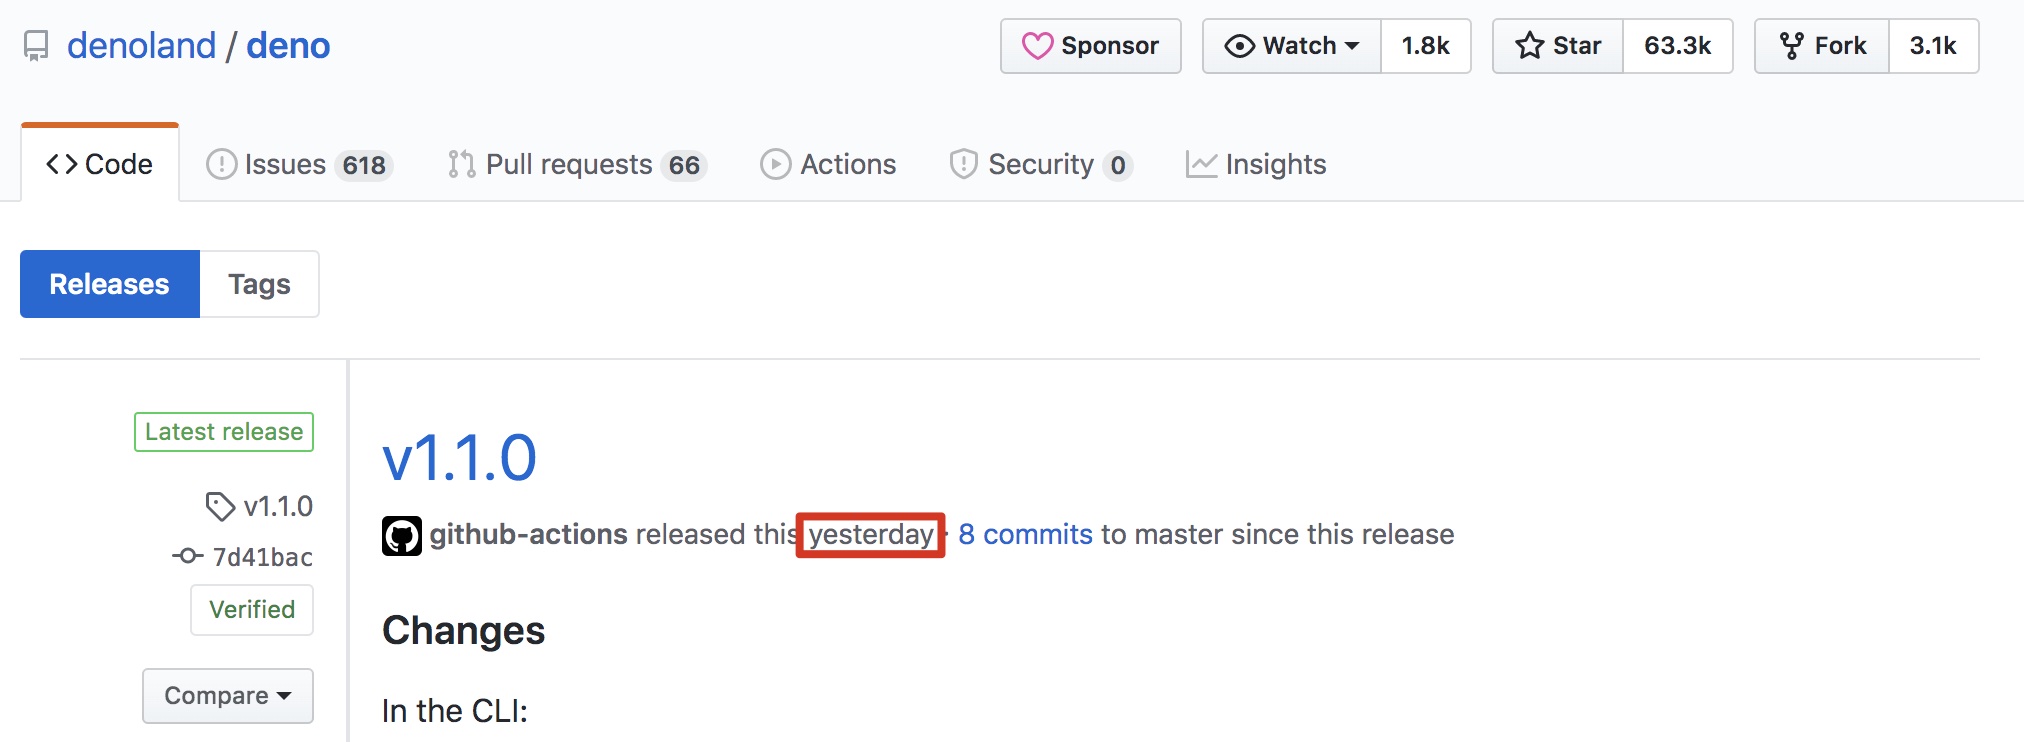 denoland / deno
Sponsor
Watch
1.8k
Star
63.3k
Fork
3.1k
Code
Issues 618
Pull requests 66
Actions
Security 0
Insights
Releases
Tags
Latest release
v1.1.0
7d41bac
Verified
Compare
v1.1.0
github-actions released this yesterday · 8 commits to master since this release
Changes
In the CLI: